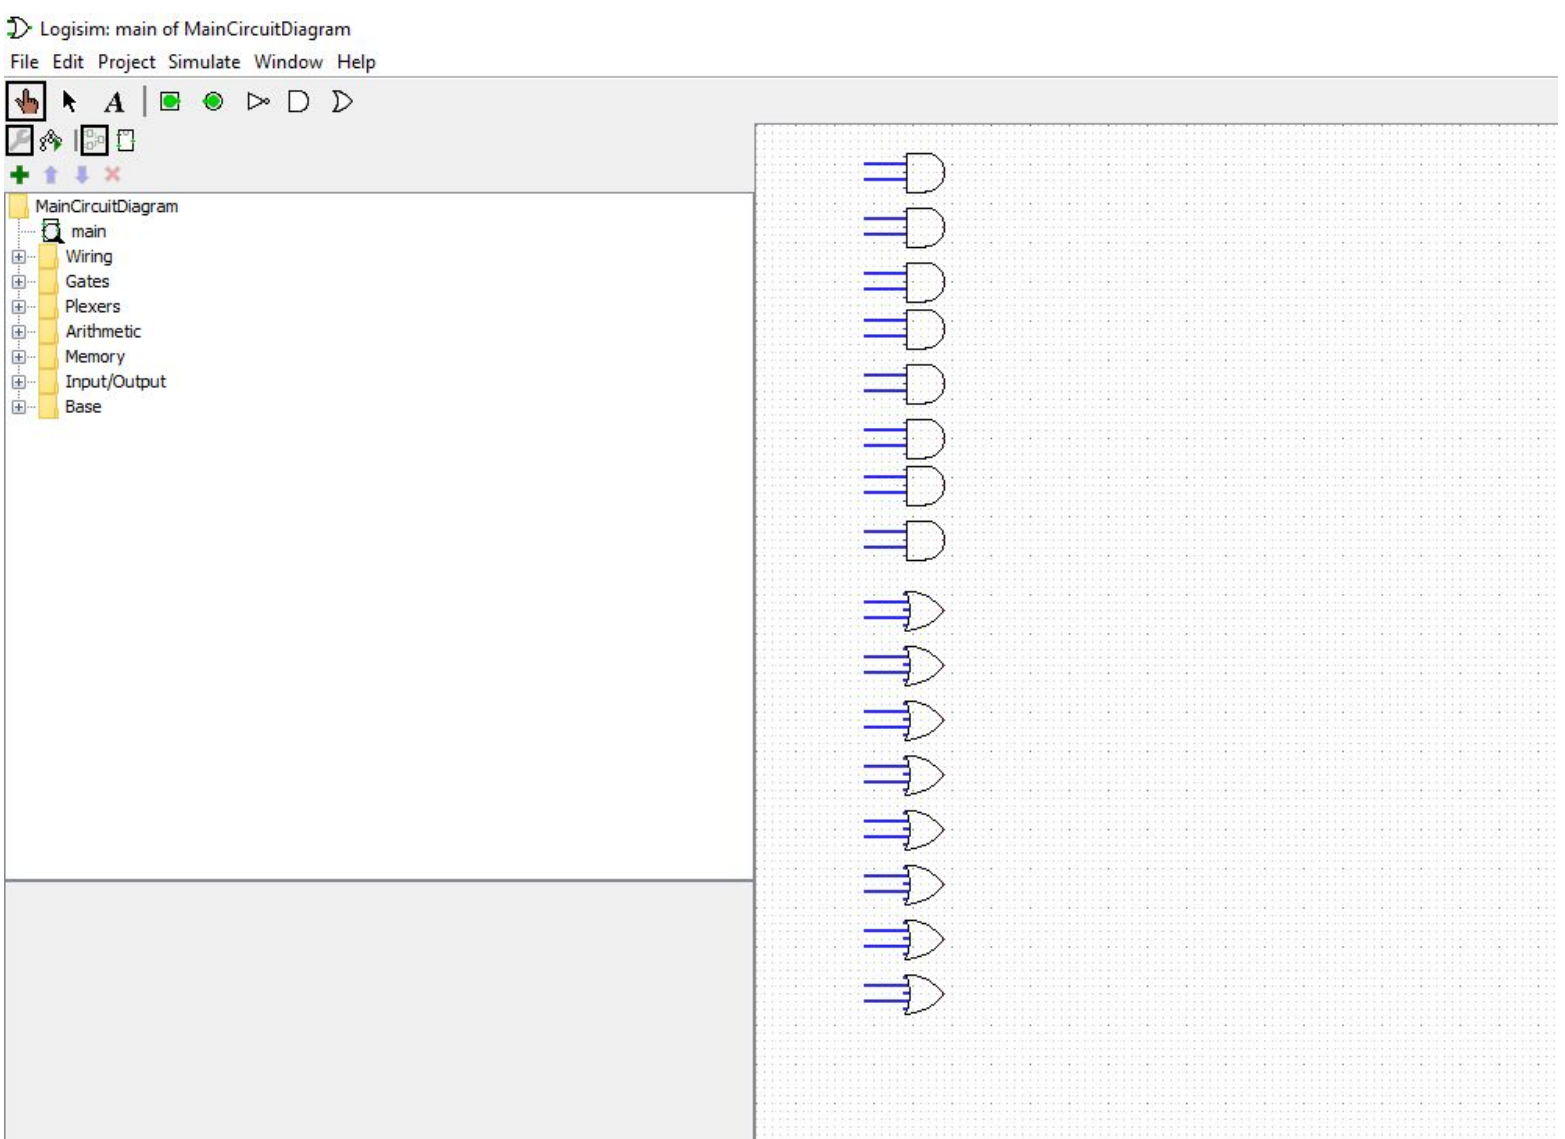 Logisim: main of MainCircuitDiagram
File Edit Project Simulate Window Help
A
MainCircuitDiagram
main
Wiring
Gates
Plexers
Arithmetic
Memory
Input/Output
Base